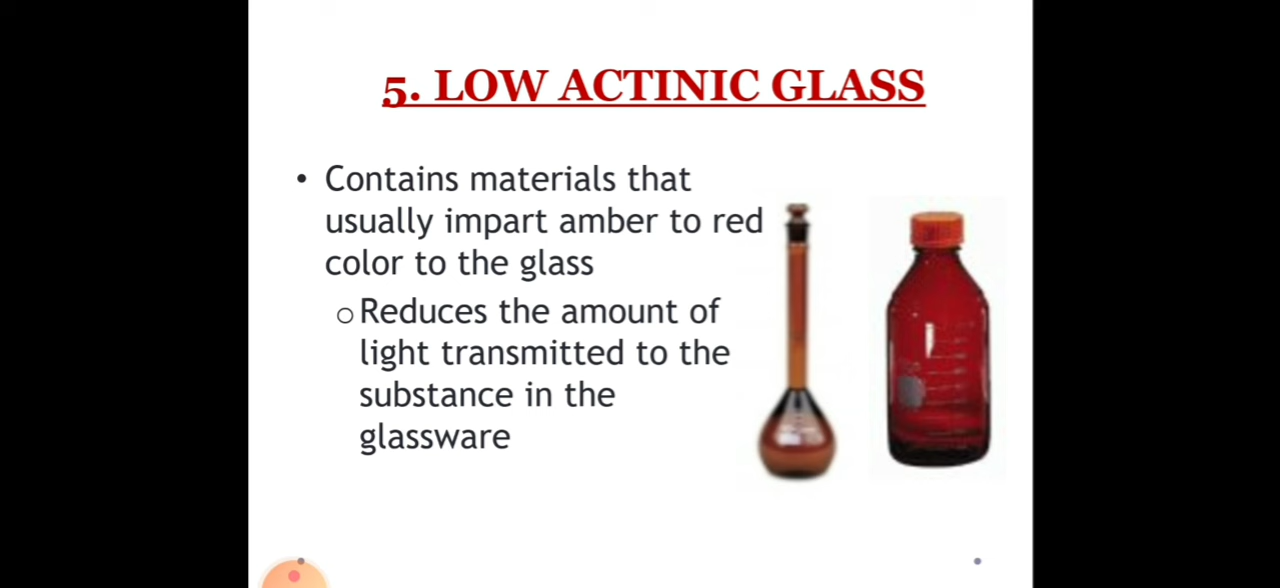 5. LOW ACTINIC GLASS
• Contains materials that
usually impart amber to red
color to the glass
o Reduces the amount of
light transmitted to the
substance in the
glassware